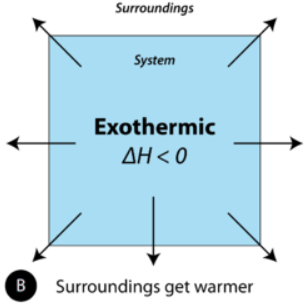 Surroundings
System
Exothermic
ΔH < 0
B Surroundings get warmer